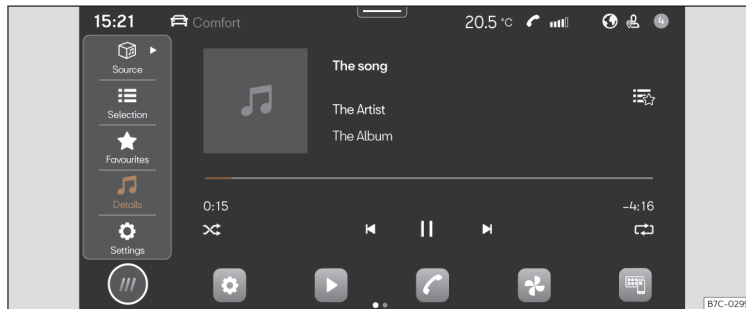 15:21
Comfort
20.5 °C
4
Source
Selection
Favourites
Details
Settings
The song
The Artist
The Album
0:15
-4:16
B7C-0299